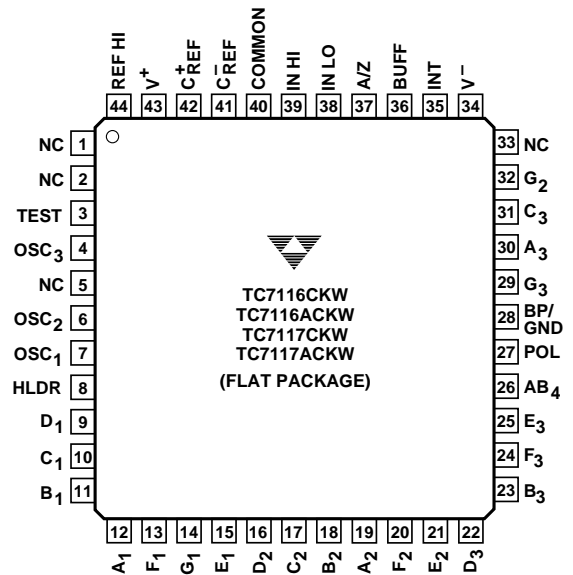 REF HI
V+
C+REF
C-REF
COMMON
IN HI
IN LO
A/Z
BUFF
INT
V-
44 43 42 41 40 39 38 37 36 35 34
NC 1
NC 2
TEST 3
OSC3 4
NC 5
OSC2 6
OSC1 7
HLDR 8
D1 9
C1 10
B1 11
TC7116CKW
TC7116ACKW
TC7117CKW
TC7117ACKW
(FLAT PACKAGE)
33 NC
32 G2
31 C3
30 A3
29 G3
28 BP/
GND
27 POL
26 AB4
25 E3
24 F3
23 B3
12 13 14 15 16 17 18 19 20 21 22
A1
F1
G1
E1
D2
C2
B2
A2
F2
E2
D3